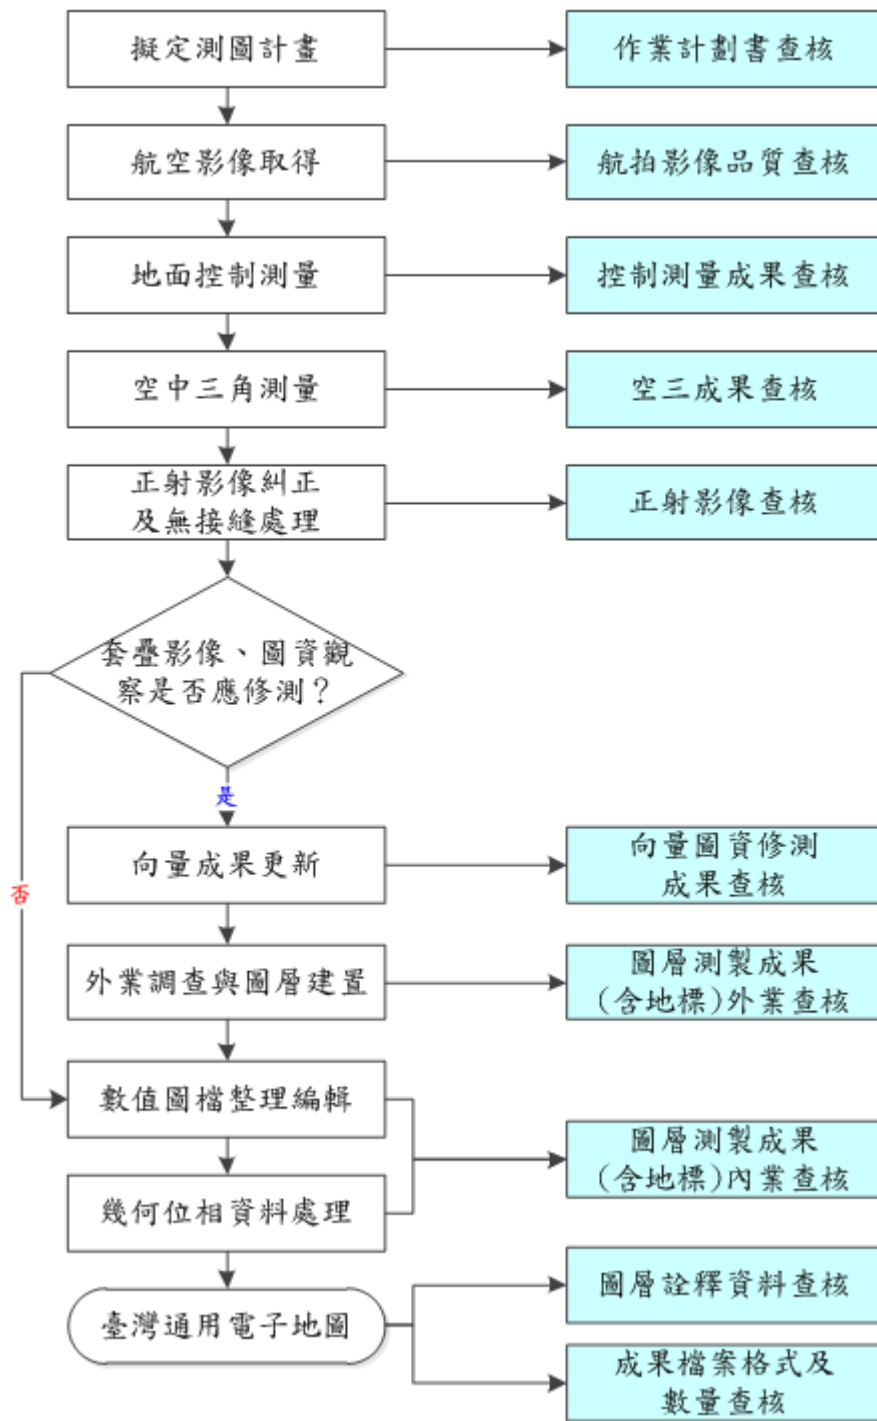 擬定測圖計畫
作業計劃書查核
航空影像取得
航拍影像品質查核
地面控制測量
控制測量成果查核
空中三角測量
空三成果查核
正射影像糾正
及無接縫處理
正射影像查核
套疊影像、圖資觀
察是否應修測？
是
否
向量成果更新
向量圖資修測
成果查核
外業調查與圖層建置
圖層測製成果
(含地標)外業查核
數值圖檔整理編輯
圖層測製成果
(含地標)內業查核
幾何位相資料處理
圖層詮釋資料查核
臺灣通用電子地圖
成果檔案格式及
數量查核